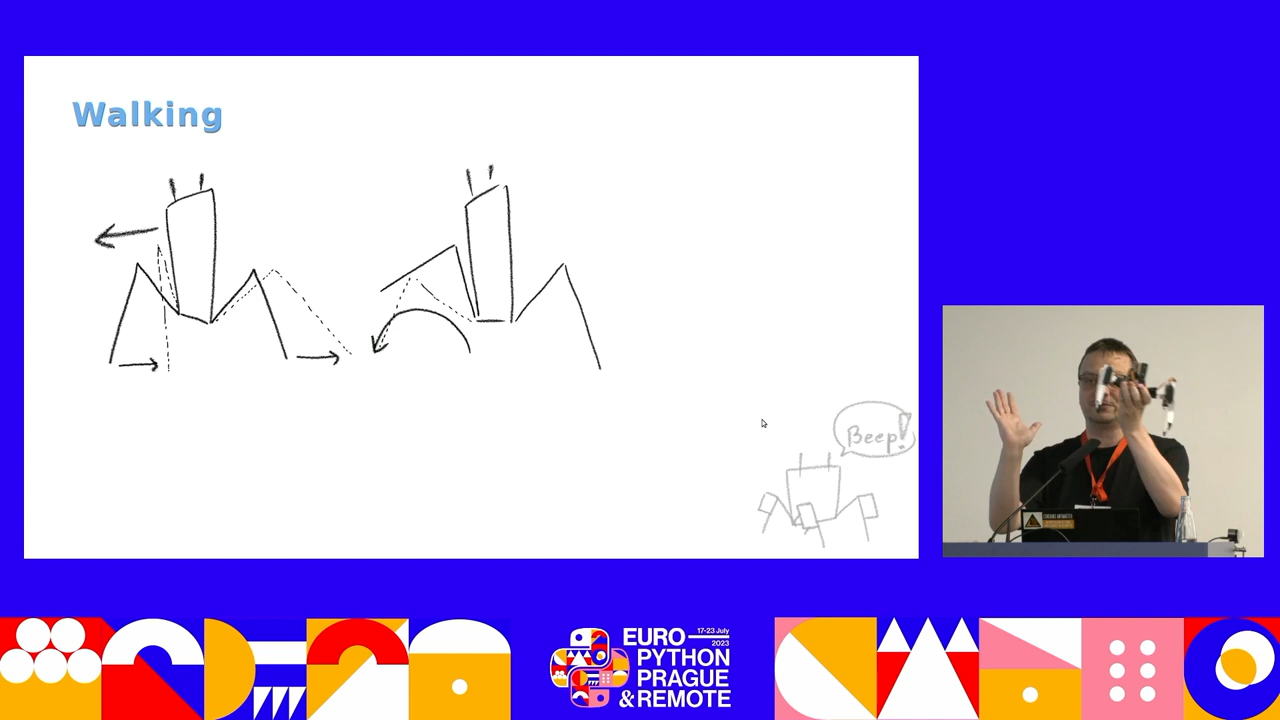 Walking
Beep!
EURO
17-23 July
2023
PYTHON
PRAGUE
& REMOTE